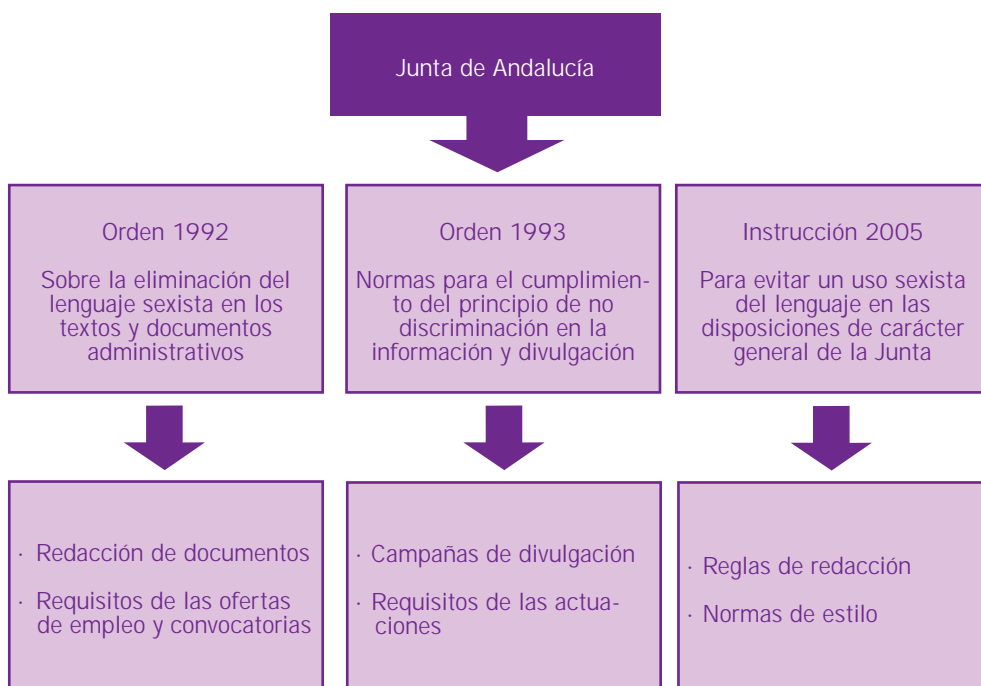 Junta de Andalucía
Orden 1992
Sobre la eliminación del
lenguaje sexista en los
textos y documentos
administrativos
Orden 1993
Normas para el cumplimien-
to del principio de no
discriminación en la
información y divulgación
Instrucción 2005
Para evitar un uso sexista
del lenguaje en las
disposiciones de carácter
general de la Junta
· Redacción de documentos
· Requisitos de las ofertas
de empleo y convocatorias
· Campañas de divulgación
· Requisitos de las actua-
ciones
· Reglas de redacción
· Normas de estilo